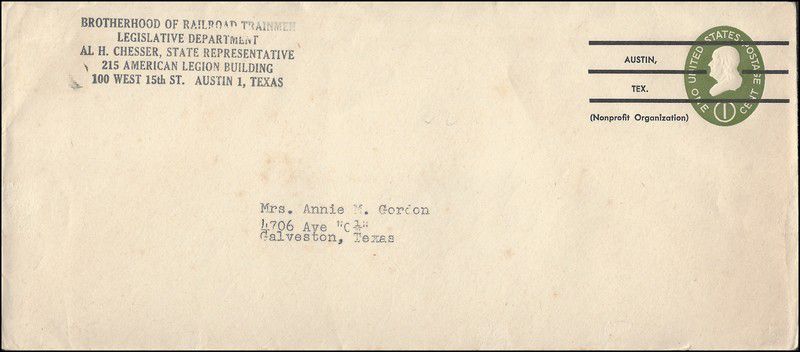 BROTHERHOOD OF RAILROAD TRAINMEN
LEGISLATIVE DEPARTMENT
AL H. CHESSER, STATE REPRESENTATIVE
215 AMERICAN LEGION BUILDING
100 WEST 15th ST. AUSTIN 1, TEXAS
AUSTIN,
TEX.
(Nonprofit Organization)
UNITED STATES POSTAGE
ONE 1 CENT
Mrs. Annie M. Gordon
4706 Ave "C½"
Galveston, Texas